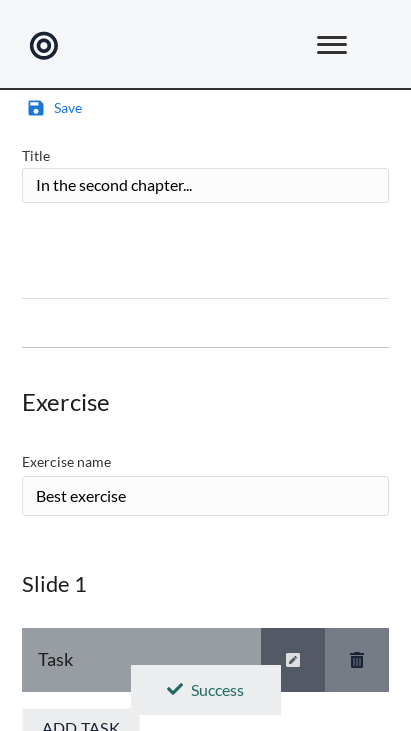 Save
Title
In the second chapter...
Exercise
Exercise name
Best exercise
Slide 1
Task
Success
ADD TASK